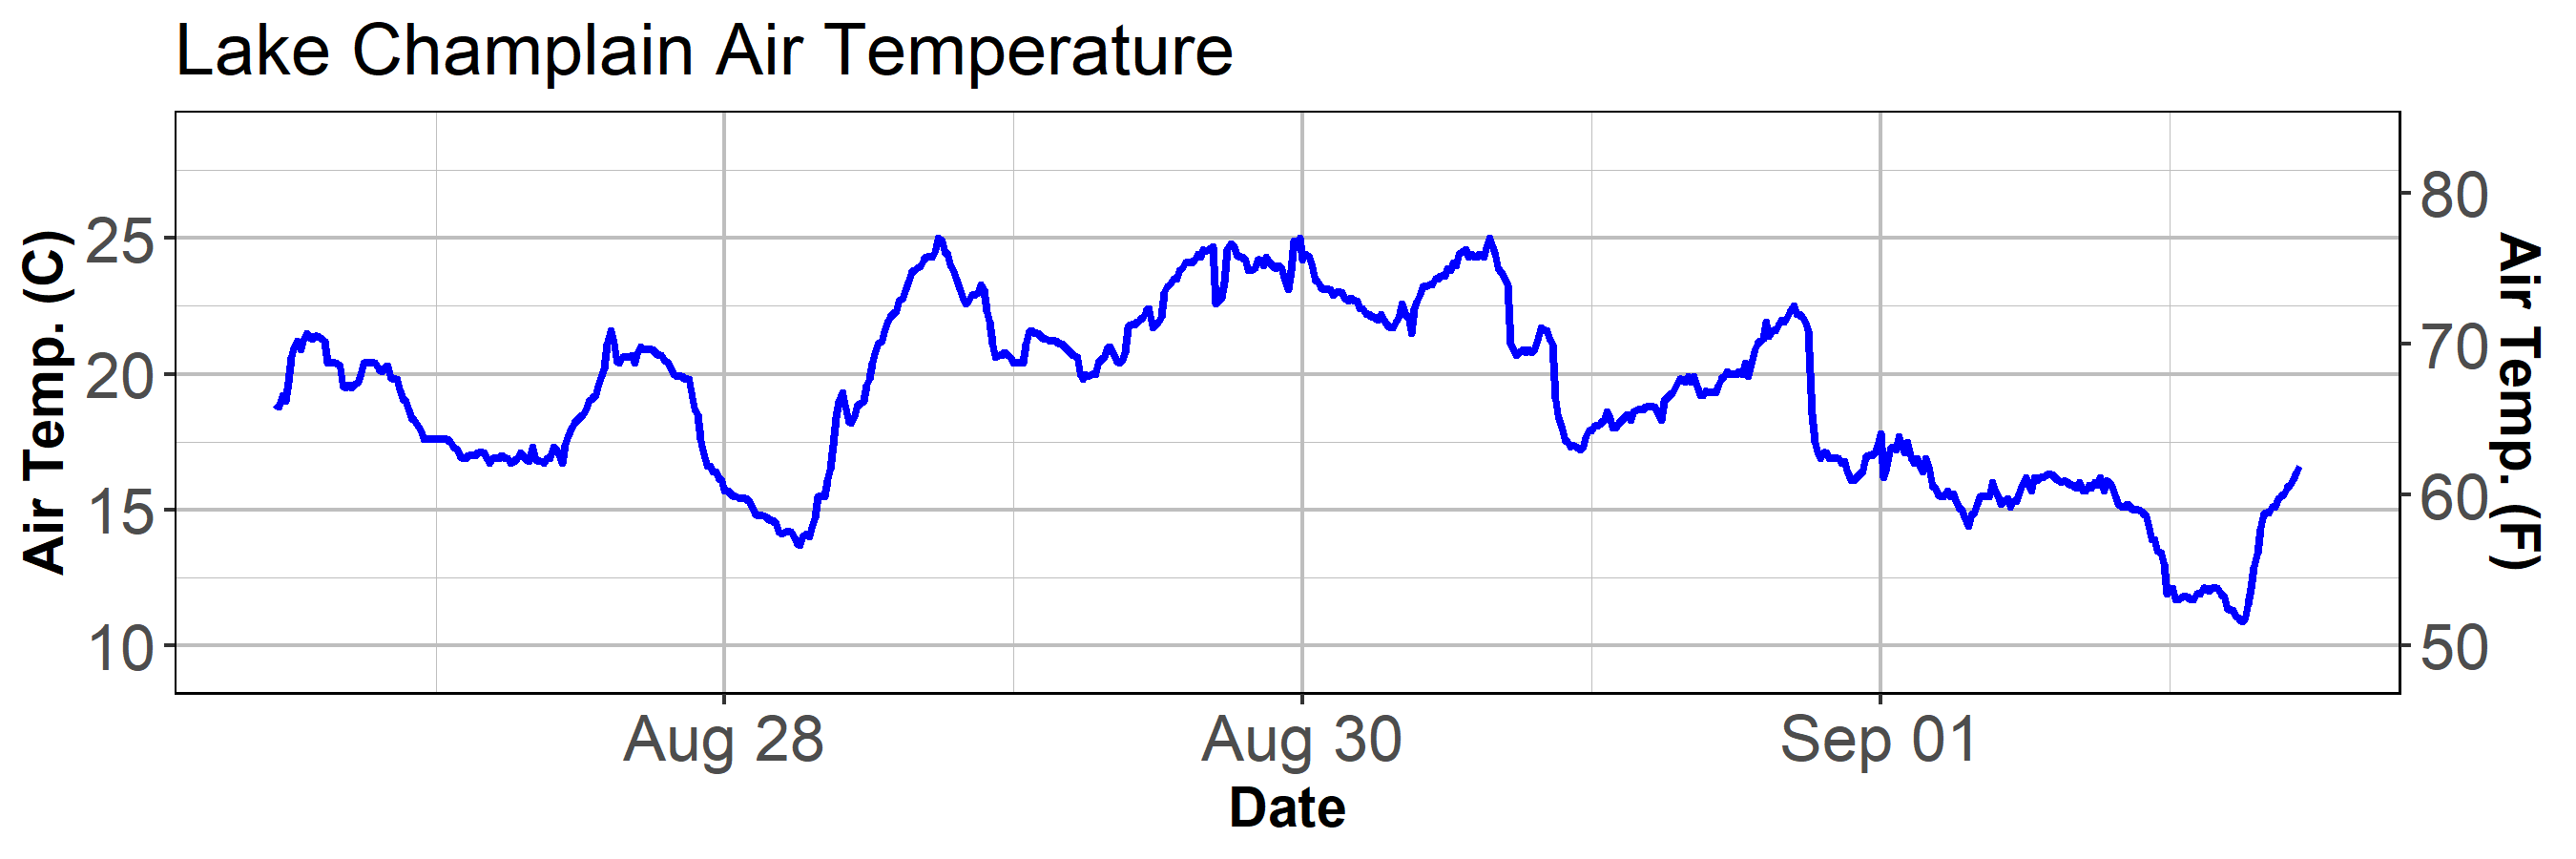 Lake Champlain Air Temperature
Air Temp. (C)
25
20
15
10
80
70
60
50
Air Temp. (F)
Aug 28
Aug 30
Sep 01
Date